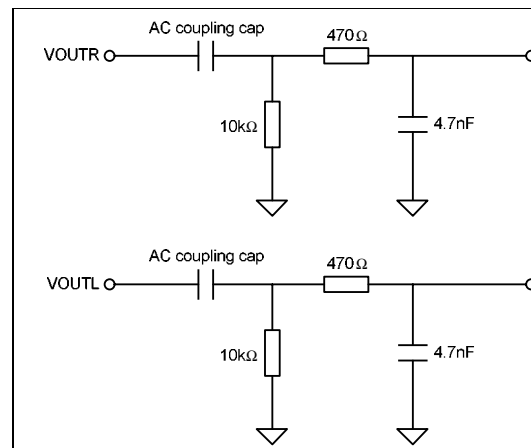 AC coupling cap
470Ω
VOUTR
10kΩ
4.7nF
AC coupling cap
470Ω
VOUTL
10kΩ
4.7nF